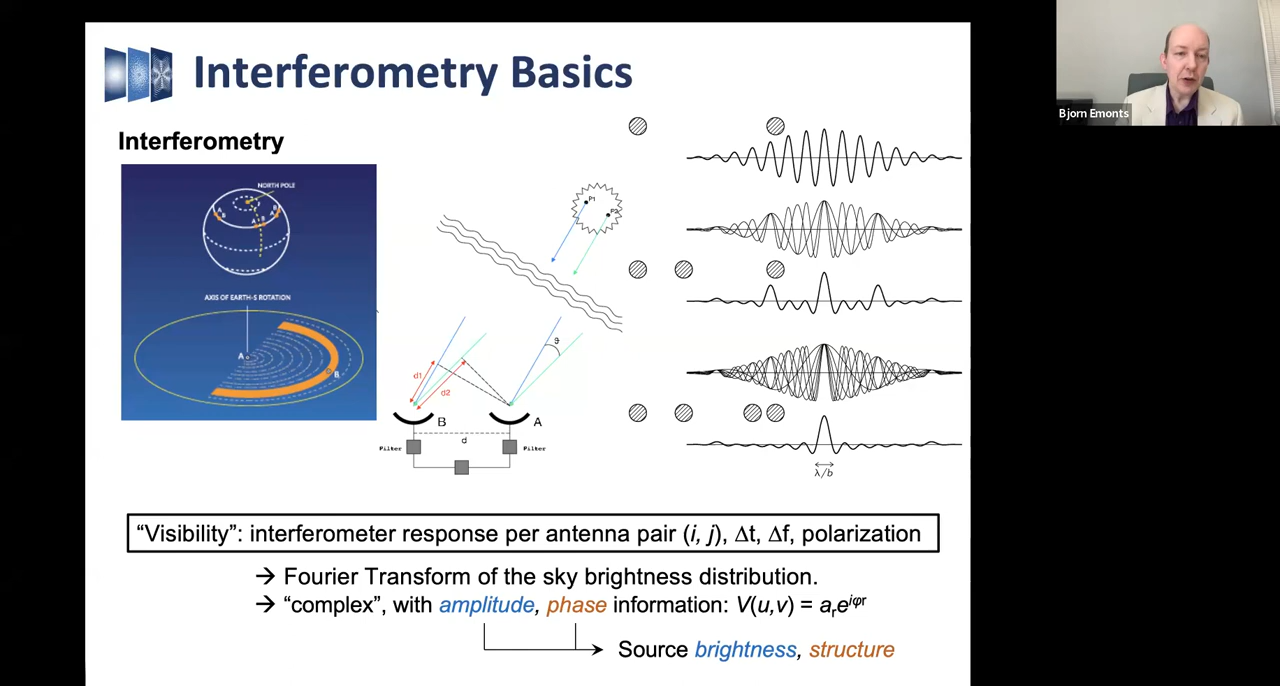 Interferometry Basics
Bjorn Emonts
Interferometry
NORTH POLE
A
B
A
B
A
B
AXIS OF EARTH-S ROTATION
A
B
P1
P2
ϑ
d1
d2
B
A
d
Filter
Filter
λ/b
“Visibility”: interferometer response per antenna pair (i, j), Δt, Δf, polarization
→ Fourier Transform of the sky brightness distribution.
→ “complex”, with amplitude, phase information: V(u,v) = aᵣe^iφr
Source brightness, structure